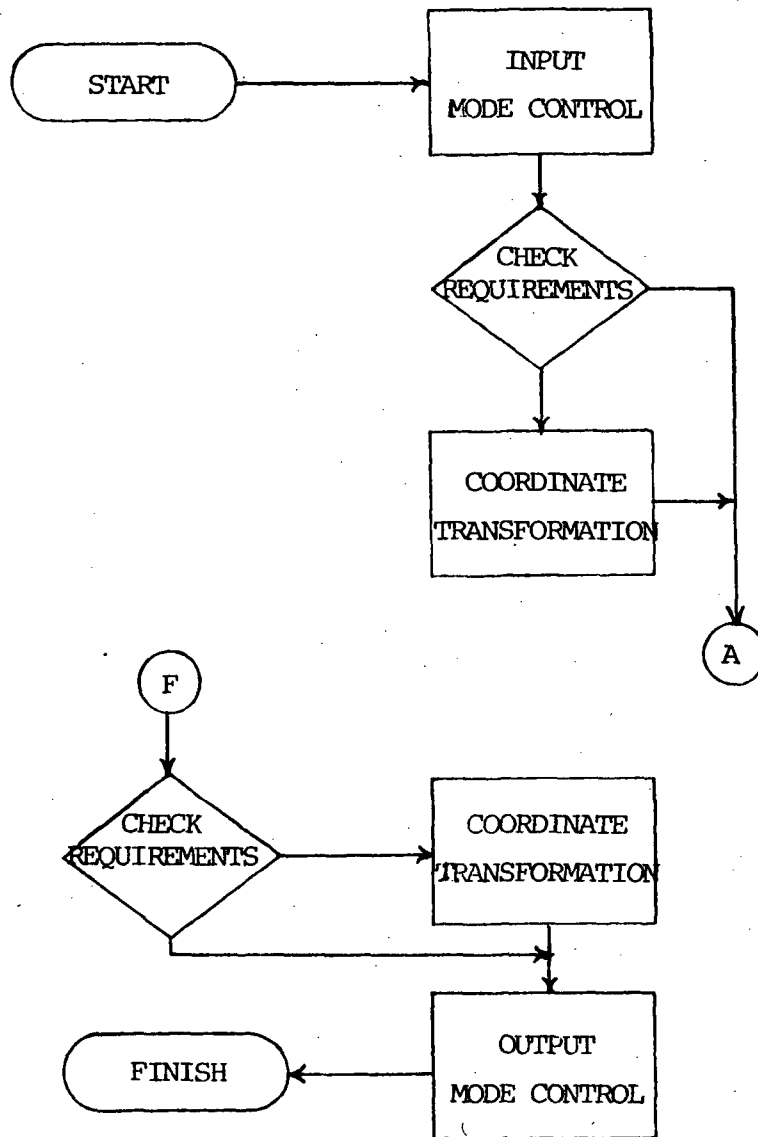 START
INPUT
MODE CONTROL
CHECK
REQUIREMENTS
COORDINATE
TRANSFORMATION
A
F
CHECK
REQUIREMENTS
COORDINATE
TRANSFORMATION
OUTPUT
MODE CONTROL
FINISH